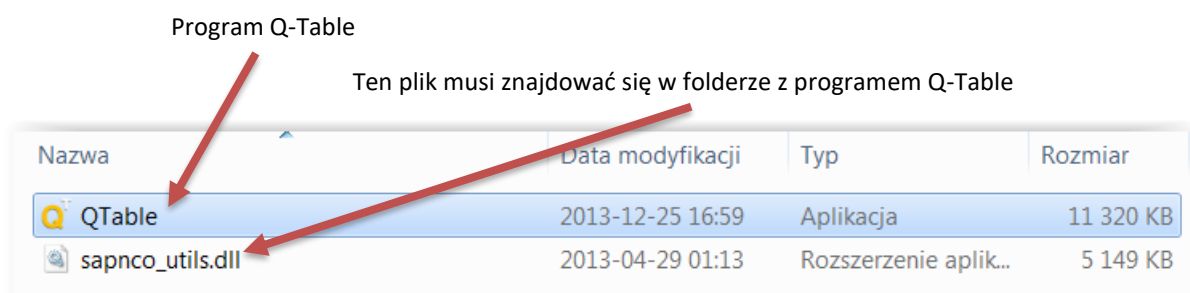 Program Q-Table
Ten plik musi znajdować się w folderze z programem Q-Table
Nazwa Data modyfikacji Typ Rozmiar
QTable 2013-12-25 16:59 Aplikacja 11 320 KB
sapnco_utils.dll 2013-04-29 01:13 Rozszerzenie aplik... 5 149 KB